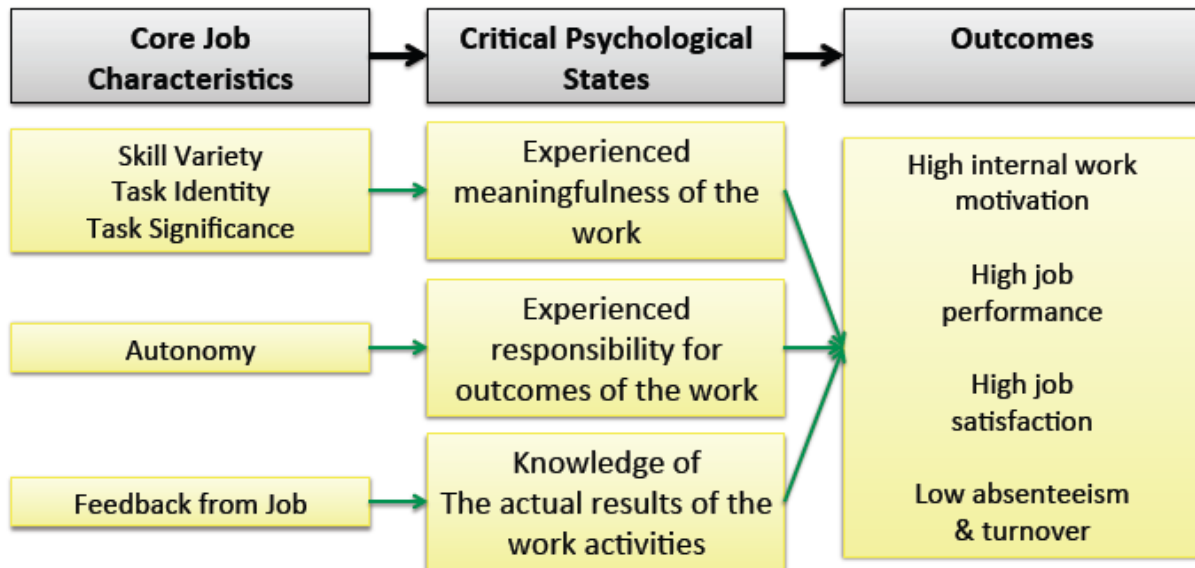 Core Job
Characteristics
Critical Psychological
States
Outcomes
Skill Variety
Task Identity
Task Significance
Experienced
meaningfulness of the
work
Autonomy
Experienced
responsibility for
outcomes of the work
Feedback from Job
Knowledge of
The actual results of the
work activities
High internal work
motivation
High job
performance
High job
satisfaction
Low absenteeism
& turnover